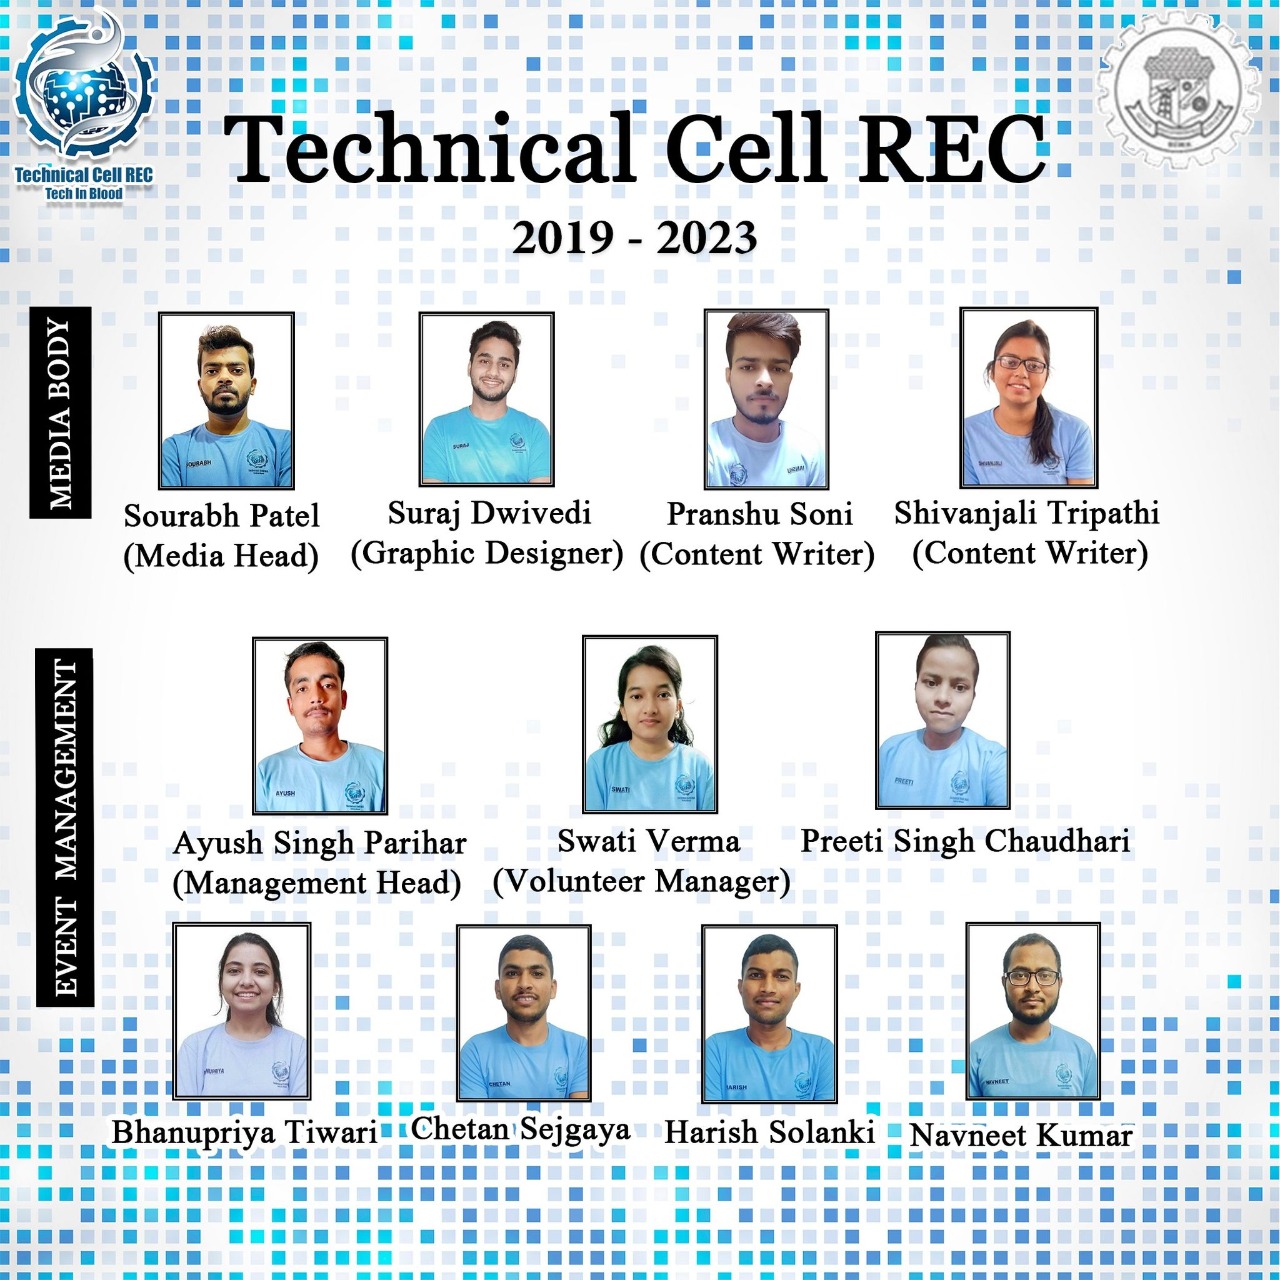 Technical Cell REC
Tech In Blood
REWA
Technical Cell REC
2019 - 2023
MEDIA BODY
SOURABH
SURAJ
SHIVANJALI
Sourabh Patel
(Media Head)
Suraj Dwivedi
(Graphic Designer)
Pranshu Soni
(Content Writer)
Shivanjali Tripathi
(Content Writer)
EVENT MANAGEMENT
AYUSH
SWATI
PREETI
Ayush Singh Parihar
(Management Head)
Swati Verma
(Volunteer Manager)
Preeti Singh Chaudhari
CHETAN
HARISH
NAVNEET
Bhanupriya Tiwari
Chetan Sejgaya
Harish Solanki
Navneet Kumar